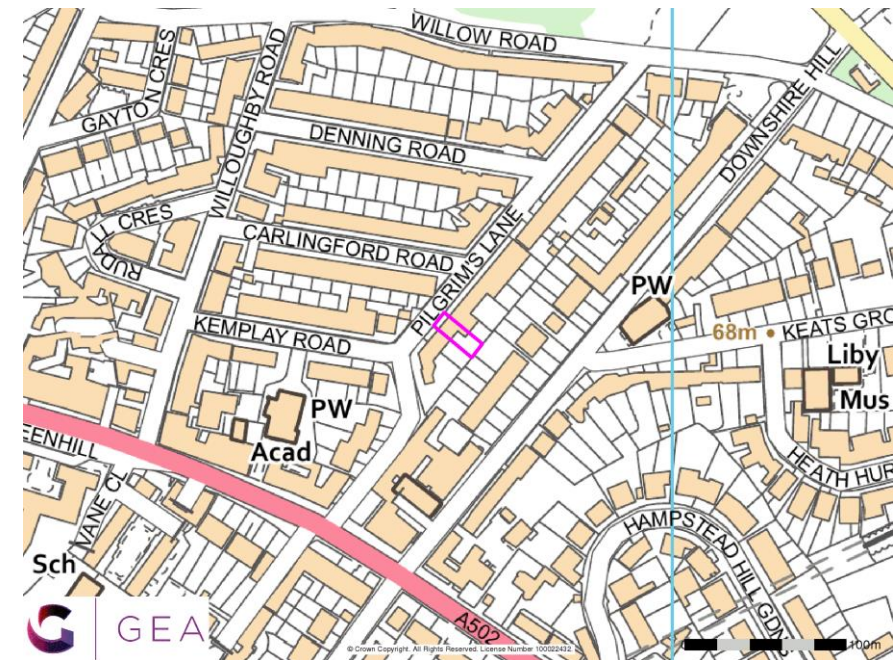 WILLOW ROAD
GAYTON CRES
WILLOUGHBY ROAD
DENNING ROAD
DOWNSHIRE HILL
RUDALL CRES
CARLINGFORD ROAD
PILGRIM'S LANE
PW
KEMPLAY ROAD
68m
KEATS GRO
Liby
Mus
PW
Acad
EENHILL
VANE CL
HEATH HUR
HAMPSTEAD HILL GDNS
Sch
A502
GEA
© Crown Copyright. All Rights Reserved. License Number 100022432
100m